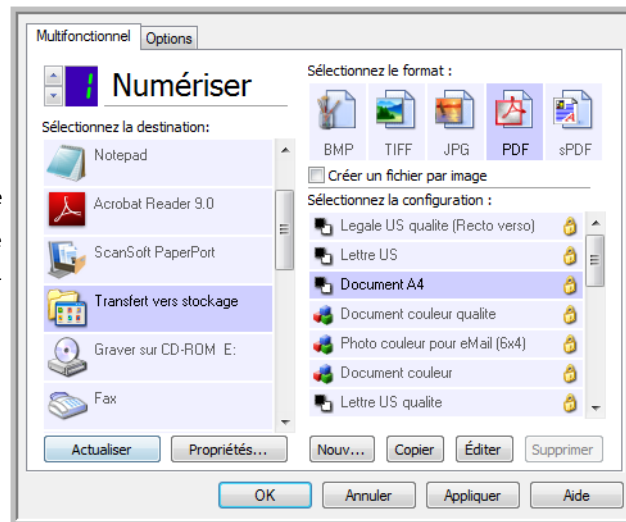 Multifonctionnel Options
1 Numériser
Sélectionnez la destination:
Notepad
Acrobat Reader 9.0
ScanSoft PaperPort
Transfert vers stockage
Graver sur CD-ROM E:
Fax
Actualiser Propriétés...
Sélectionnez le format :
BMP TIFF JPG PDF sPDF
Créer un fichier par image
Sélectionnez la configuration :
Legale US qualite (Recto verso)
Lettre US
Document A4
Document couleur qualite
Photo couleur pour eMail (6x4)
Document couleur
Lettre US qualite
Nouv... Copier Éditer Supprimer
OK Annuler Appliquer Aide